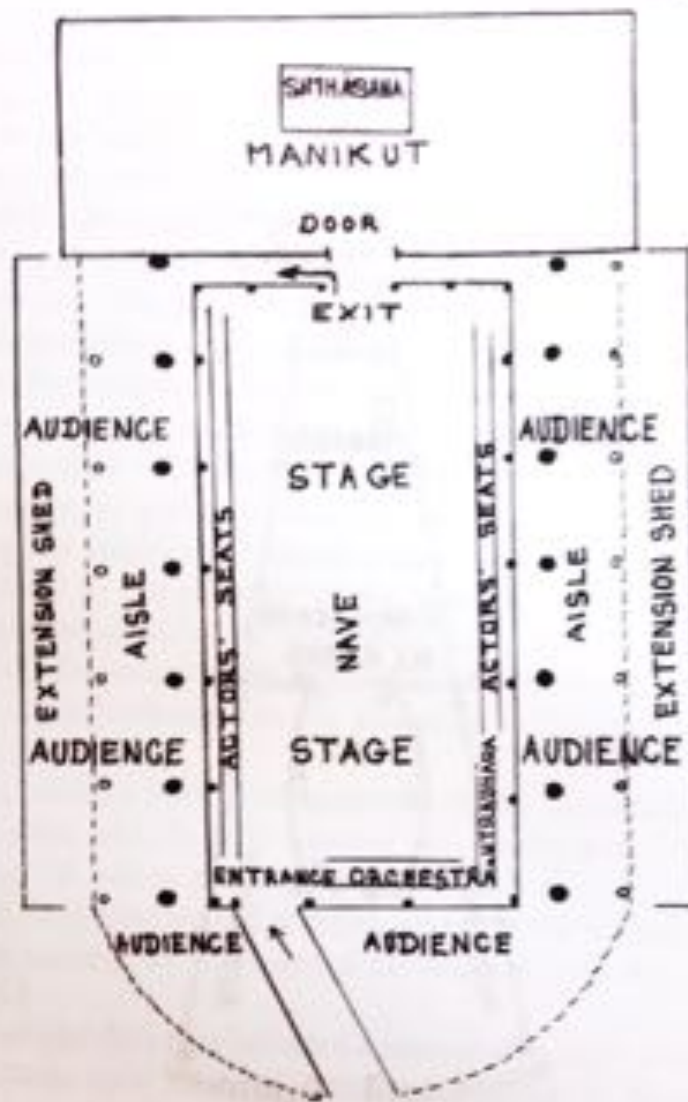 SIMHASANA
MANIKUT
DOOR
EXIT
AUDIENCE
AUDIENCE
STAGE
ACTORS' SEATS
ACTORS' SEATS
EXTENSION SHED
AISLE
NAVE
AISLE
EXTENSION SHED
AUDIENCE
STAGE
AUDIENCE
ENTRANCE ORCHESTRA
AUDIENCE
AUDIENCE